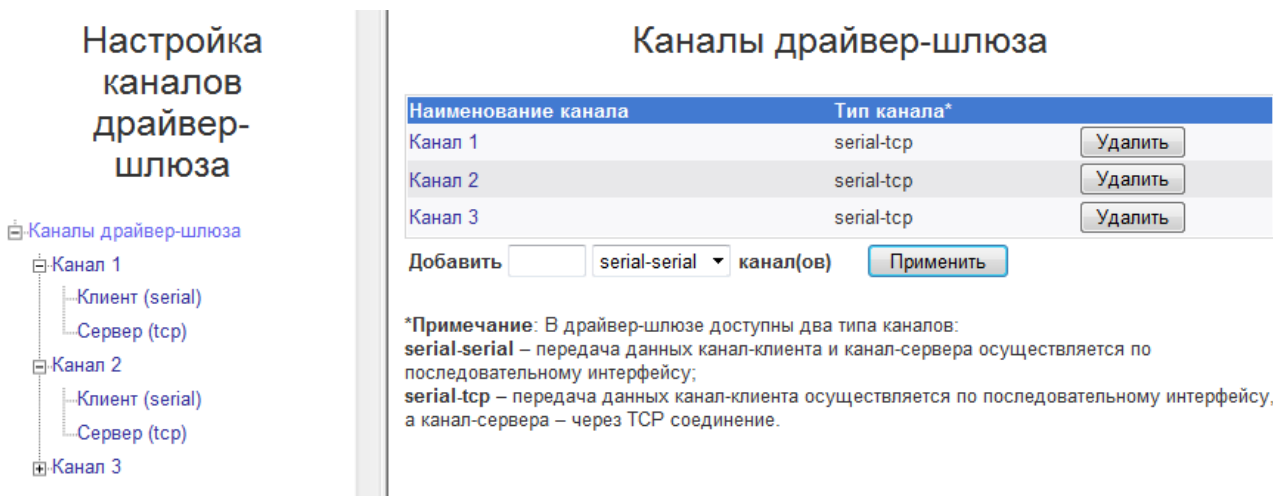 Настройка
каналов
драйвер-
шлюза
Каналы драйвер-шлюза
Канал 1
Клиент (serial)
Сервер (tcp)
Канал 2
Клиент (serial)
Сервер (tcp)
Канал 3
Каналы драйвер-шлюза
Наименование канала Тип канала*
Канал 1 serial-tcp Удалить
Канал 2 serial-tcp Удалить
Канал 3 serial-tcp Удалить
Добавить serial-serial канал(ов) Применить
*Примечание: В драйвер-шлюзе доступны два типа каналов:
serial-serial – передача данных канал-клиента и канал-сервера осуществляется по
последовательному интерфейсу;
serial-tcp – передача данных канал-клиента осуществляется по последовательному интерфейсу,
а канал-сервера – через TCP соединение.